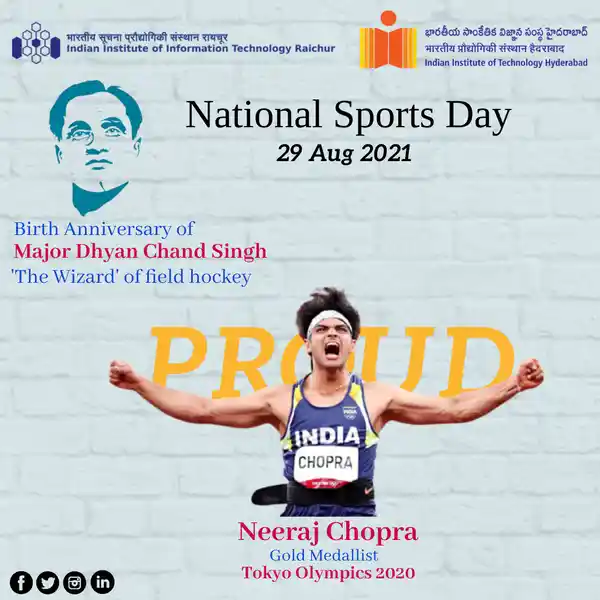 भारतीय सूचना प्रौद्योगिकी संस्थान रायचूर
Indian Institute of Information Technology Raichur
భారతీయ సాంకేతిక విజ్ఞాన సంస్థ హైదరాబాద్
भारतीय प्रौद्योगिकी संस्थान हैदराबाद
Indian Institute of Technology Hyderabad
National Sports Day
29 Aug 2021
Birth Anniversary of
Major Dhyan Chand Singh
'The Wizard' of field hockey
PROUD
INDIA
INDIA
CHOPRA
Neeraj Chopra
Gold Medallist
Tokyo Olympics 2020